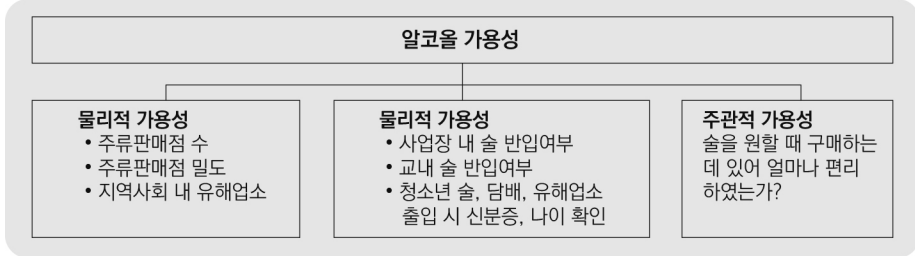 알코올 가용성
물리적 가용성
• 주류판매점 수
• 주류판매점 밀도
• 지역사회 내 유해업소
물리적 가용성
• 사업장 내 술 반입여부
• 교내 술 반입여부
• 청소년 술, 담배, 유해업소
출입 시 신분증, 나이 확인
주관적 가용성
술을 원할 때 구매하는
데 있어 얼마나 편리
하였는가?